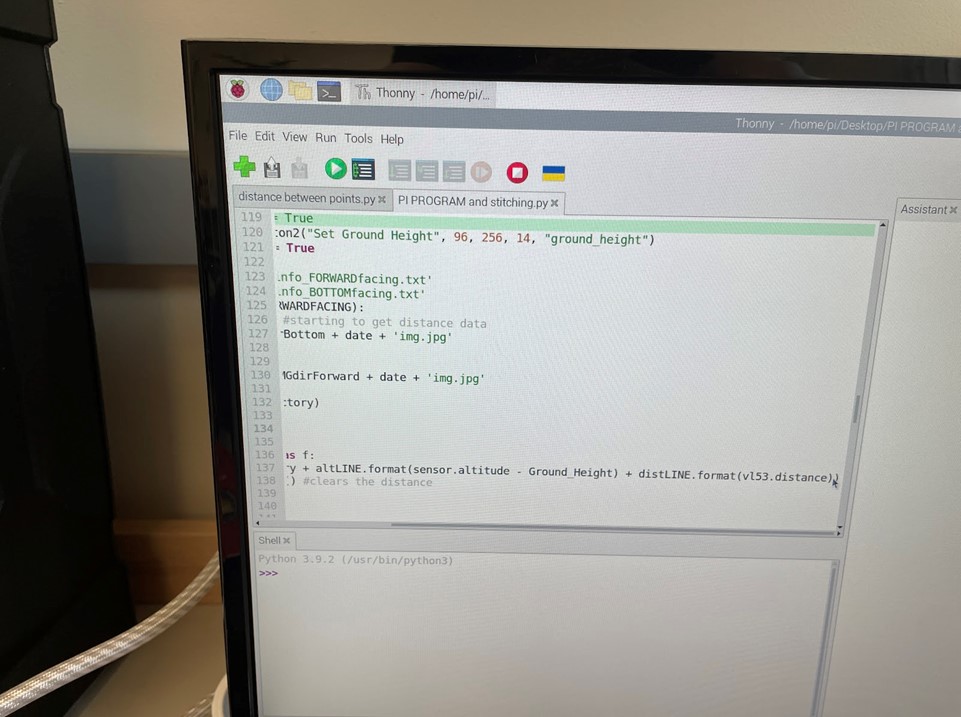 Thonny - /home/pi/...
Thonny - /home/pi/Desktop/PI PROGRAM
File Edit View Run Tools Help
distance between points.py PI PROGRAM and stitching.py
Assistant
119 = True
120 :on2("Set Ground Height", 96, 256, 14, "ground_height")
121 = True
122
123 nfo_FORWARDfacing.txt'
124 nfo_BOTTOMfacing.txt'
125 WARDFACING):
126 #starting to get distance data
127 Bottom + date + 'img.jpg'
128
129
130 GdirForward + date + 'img.jpg'
131
132 tory)
133
134
135
136 as f:
137 y + altLINE.format(sensor.altitude - Ground_Height) + distLINE.format(vl53.distance))
138 ) #clears the distance
139
140
Shell
Python 3.9.2 (/usr/bin/python3)
>>>